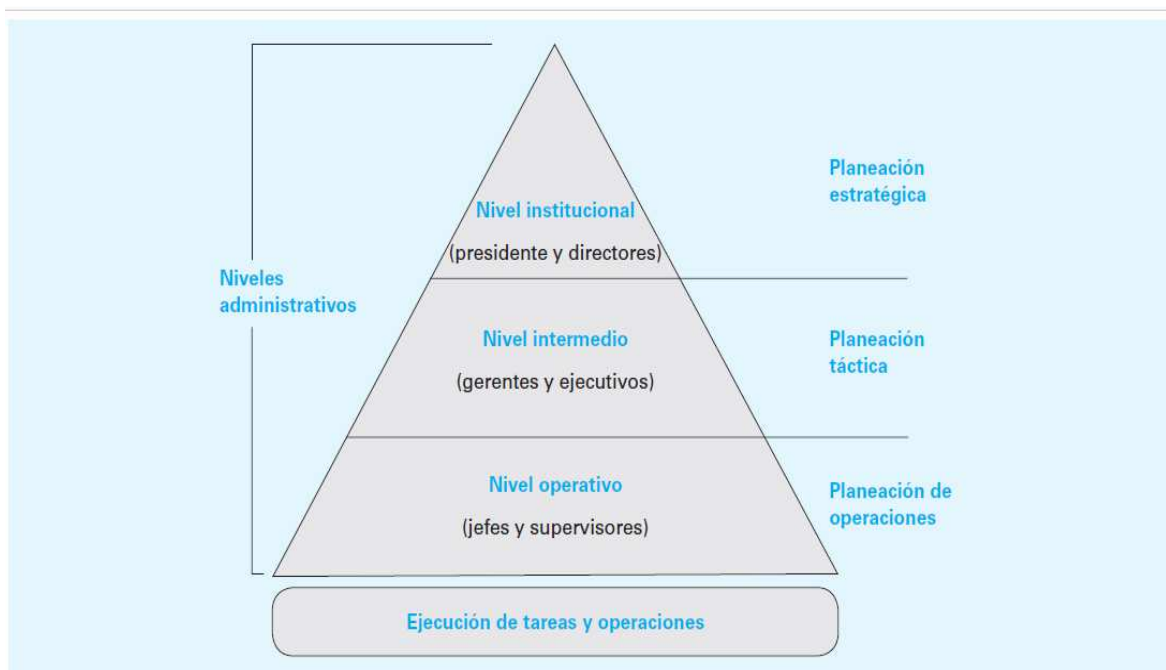 Planeación
estratégica
Nivel institucional
(presidente y directores)
Niveles
administrativos
Nivel intermedio
(gerentes y ejecutivos)
Planeación
táctica
Nivel operativo
(jefes y supervisores)
Planeación de
operaciones
Ejecución de tareas y operaciones